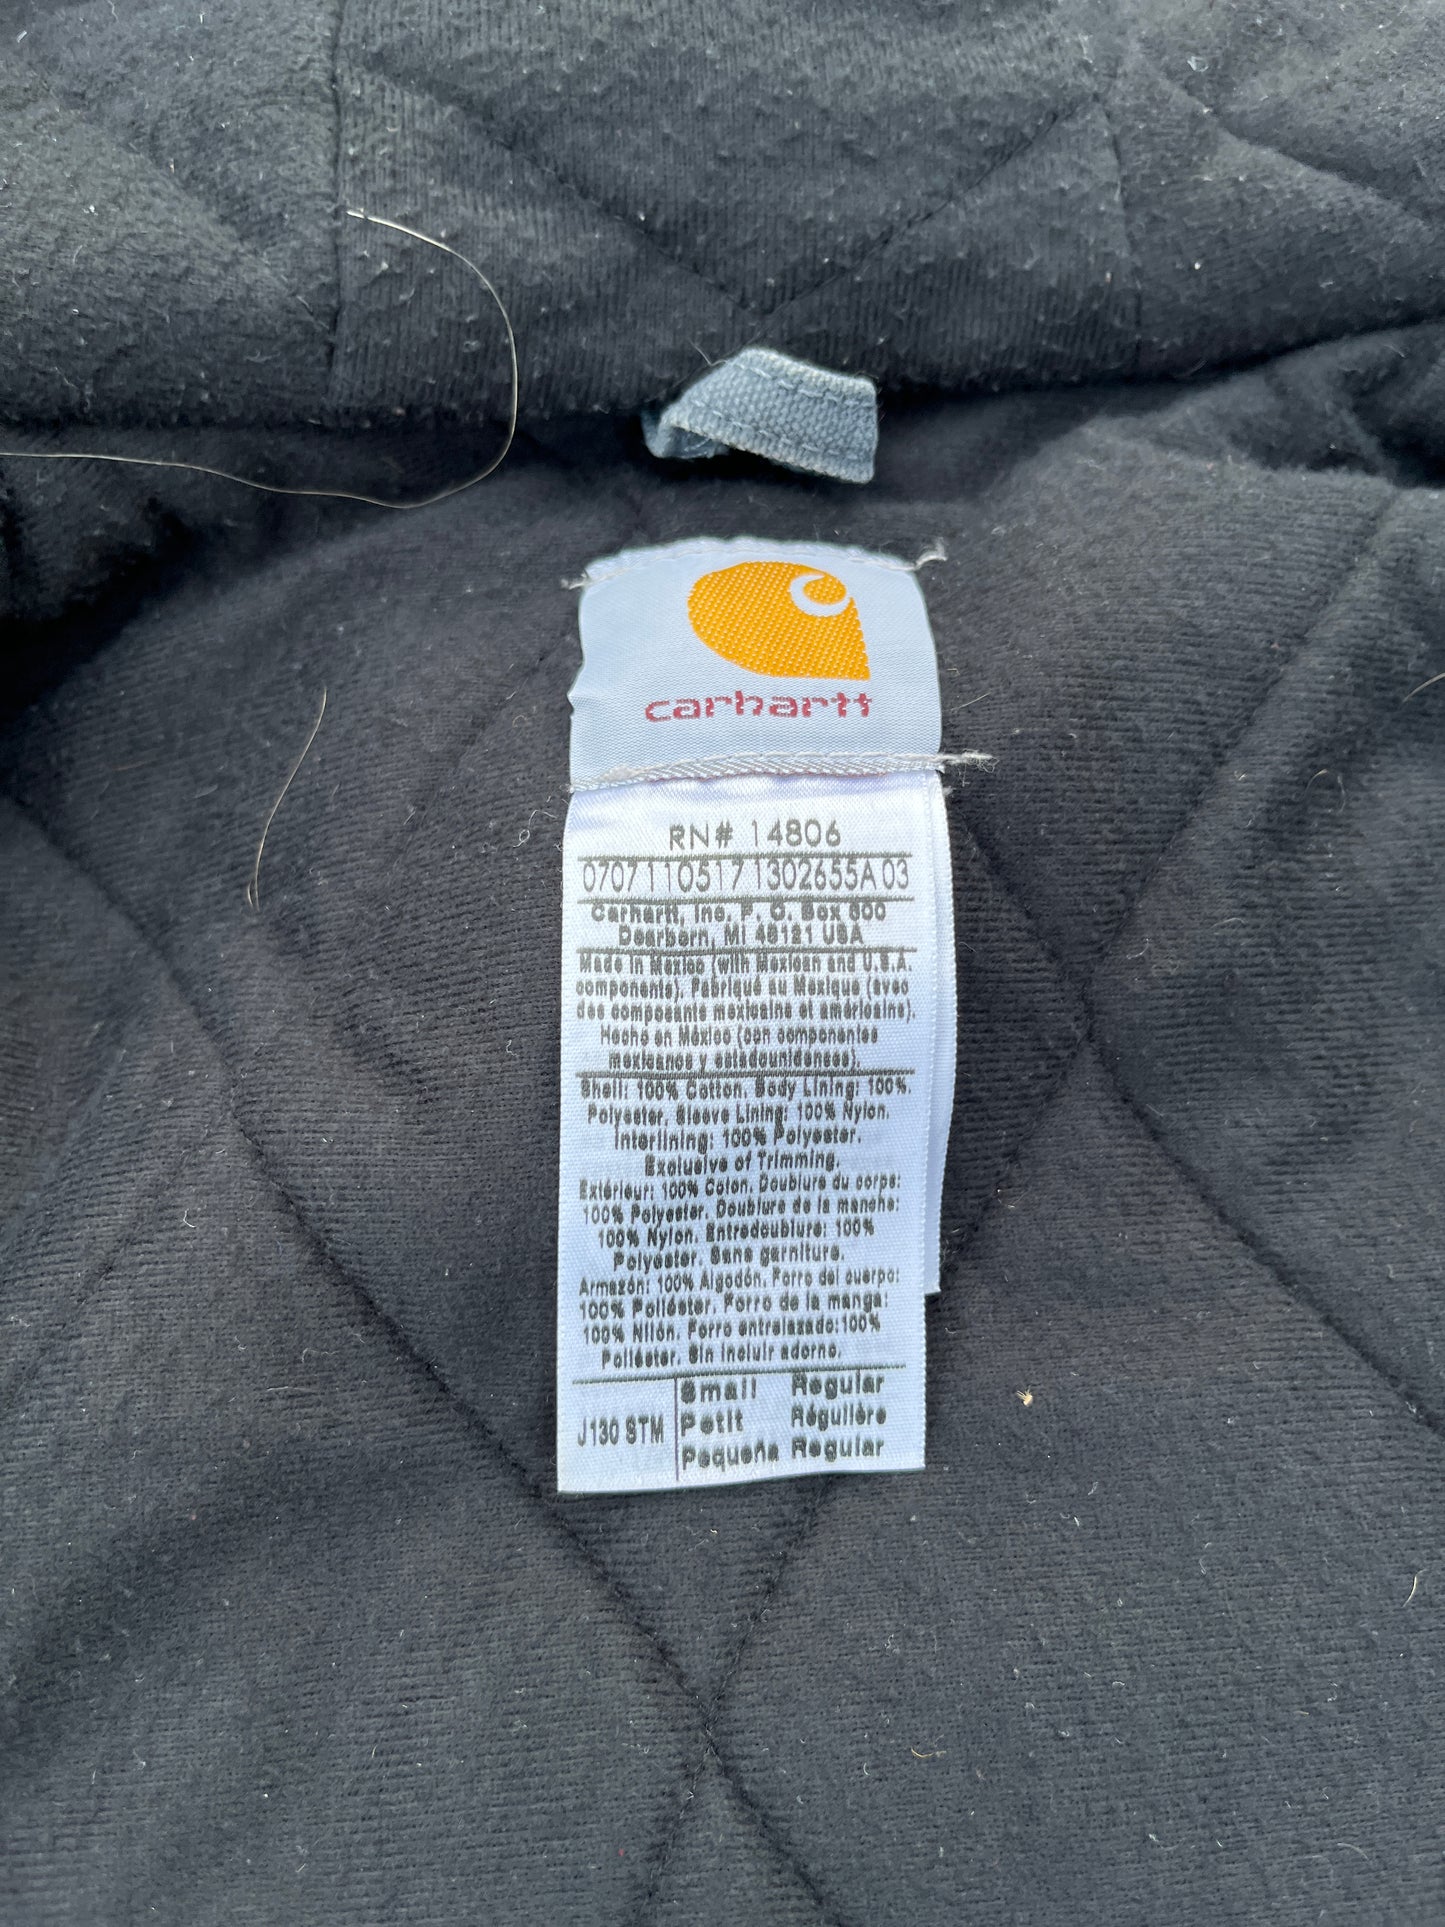 carhartt
RN# 14806
0707110517 1302655A 03
Carhartt, Inc. P. O. Box 600
Dearborn, MI 48121 USA
Made in Mexico (with Mexican and U.S.A.
components). Fabriqué au Mexique (avec
des composants mexicains et américains).
Hecho en México (con componentes
mexicanos y estadounidenses).
Shell: 100% Cotton. Body Lining: 100%
Polyester. Sleeve Lining: 100% Nylon.
Interlining: 100% Polyester.
Exclusive of Trimming.
Extérieur: 100% Coton. Doublure du corps:
100% Polyester. Doublure de la manche:
100% Nylon. Entredoublure: 100%
Polyester. Sans garniture.
Armazón: 100% Algodón. Forro del cuerpo:
100% Poliéster. Forro de la manga:
100% Nilón. Forro entrelazado:100%
Poliéster. Sin incluir adorno.
J130 STM
Small Regular
Petit Régulière
Pequeña Regular